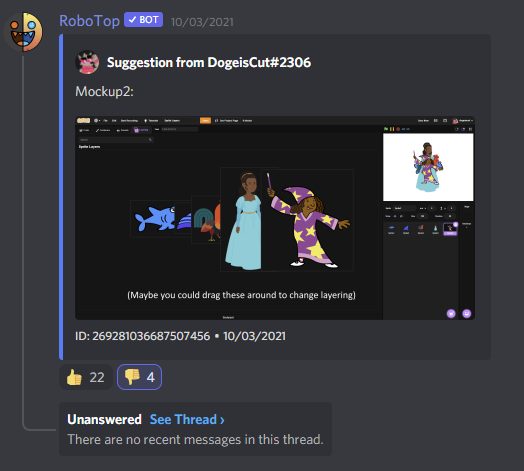 RoboTop ✓ BOT 10/03/2021
Suggestion from DogeisCut#2306
Mockup2:
Sprite Layers
(Maybe you could drag these around to change layering)
ID: 269281036687507456 • 10/03/2021
👍 22 👎 4
Unanswered See Thread ›
There are no recent messages in this thread.